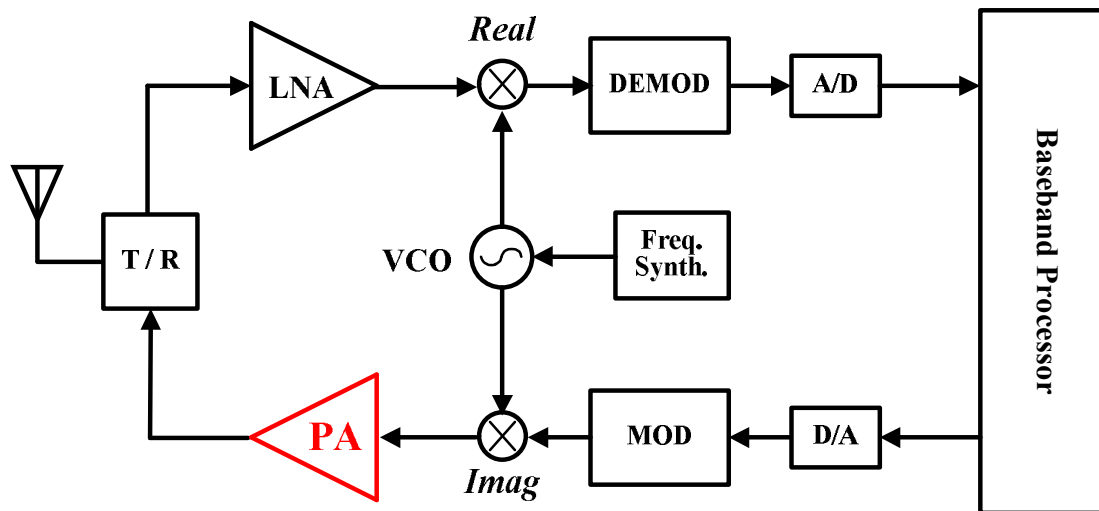 Real
LNA
DEMOD
A/D
T / R
VCO
Freq.
Synth.
Baseband Processor
PA
MOD
D/A
Imag